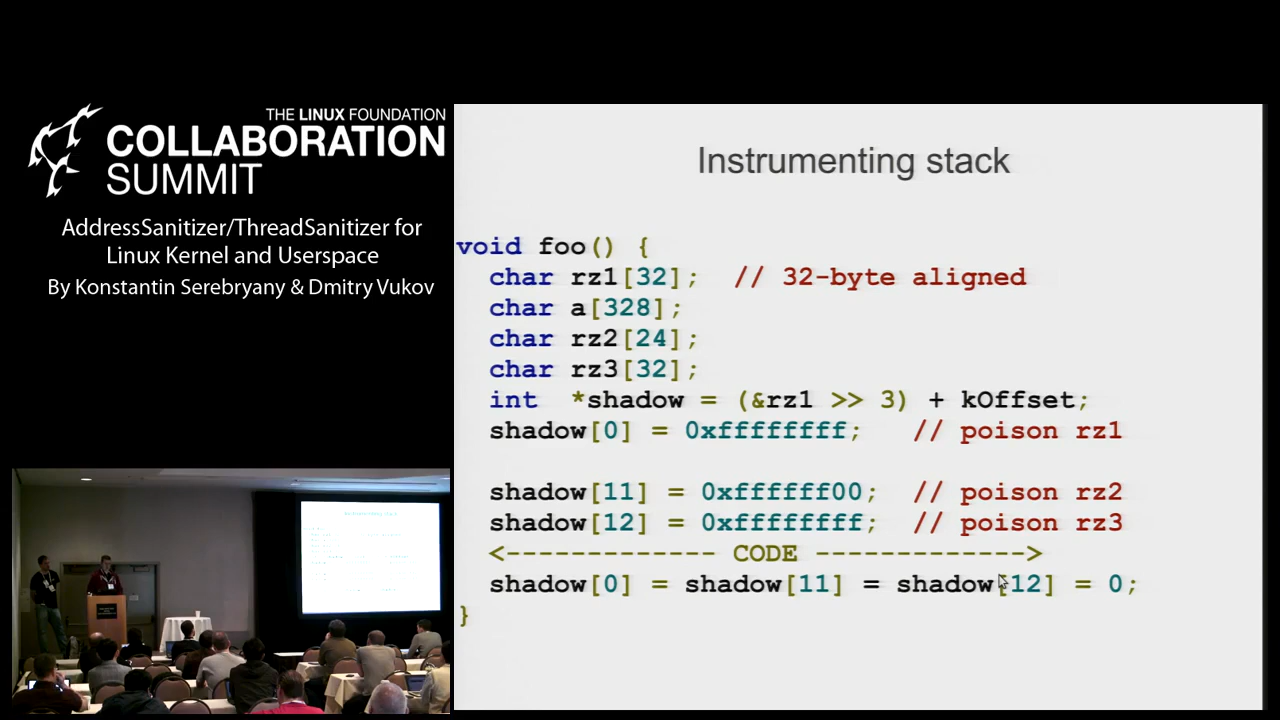 THE LINUX FOUNDATION
COLLABORATION
SUMMIT
AddressSanitizer/ThreadSanitizer for
Linux Kernel and Userspace
By Konstantin Serebryany & Dmitry Vukov
Instrumenting stack
void foo() {
char rz1[32]; // 32-byte aligned
char a[328];
char rz2[24];
char rz3[32];
int *shadow = (&rz1 >> 3) + kOffset;
shadow[0] = 0xffffffff; // poison rz1
shadow[11] = 0xffffff00; // poison rz2
shadow[12] = 0xffffffff; // poison rz3
<------------- CODE ------------->
shadow[0] = shadow[11] = shadow[12] = 0;
}